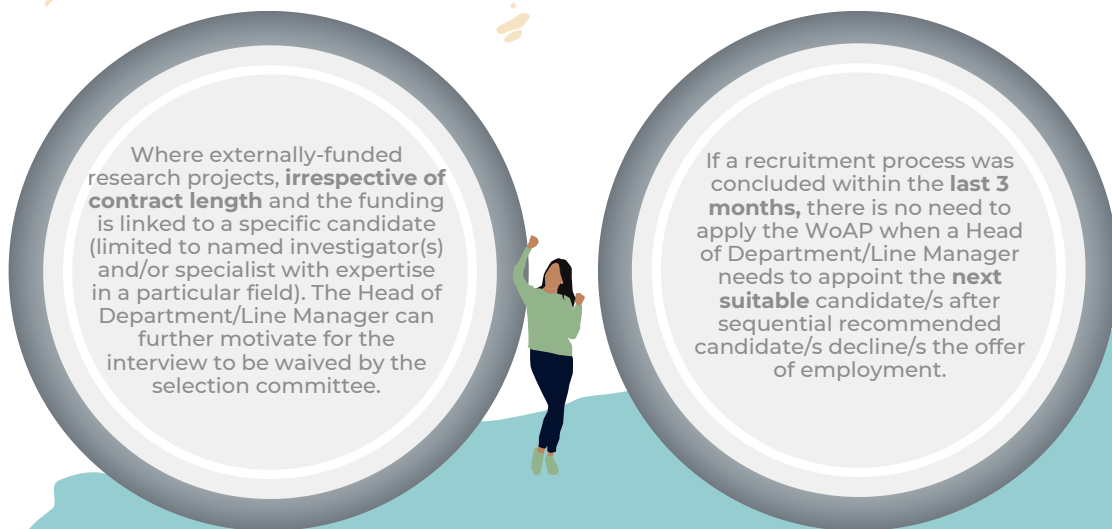 Where externally-funded
research projects, irrespective of
contract length and the funding
is linked to a specific candidate
(limited to named investigator(s)
and/or specialist with expertise
in a particular field). The Head of
Department/Line Manager can
further motivate for the
interview to be waived by the
selection committee.
If a recruitment process was
concluded within the last 3
months, there is no need to
apply the WoAP when a Head
of Department/Line Manager
needs to appoint the next
suitable candidate/s after
sequential recommended
candidate/s decline/s the offer
of employment.